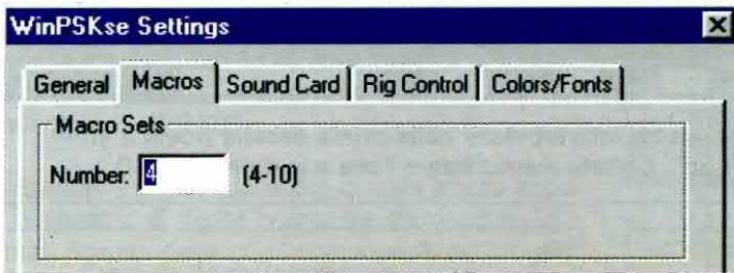 WinPSKse Settings
General Macros Sound Card Rig Control Colors/Fonts
Macro Sets
Number: 4 (4-10)